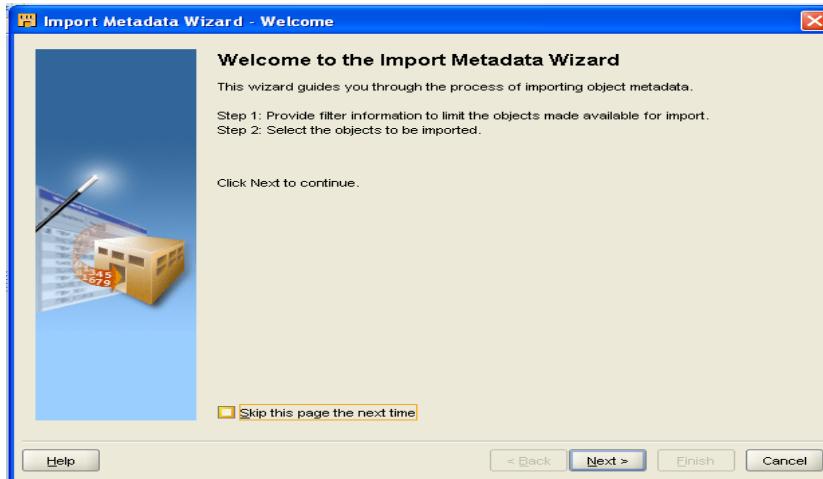 Import Metadata Wizard - Welcome
Welcome to the Import Metadata Wizard
This wizard guides you through the process of importing object metadata.
Step 1: Provide filter information to limit the objects made available for import.
Step 2: Select the objects to be imported.
Click Next to continue.
345
1679
Skip this page the next time
Help
< Back
Next >
Finish
Cancel